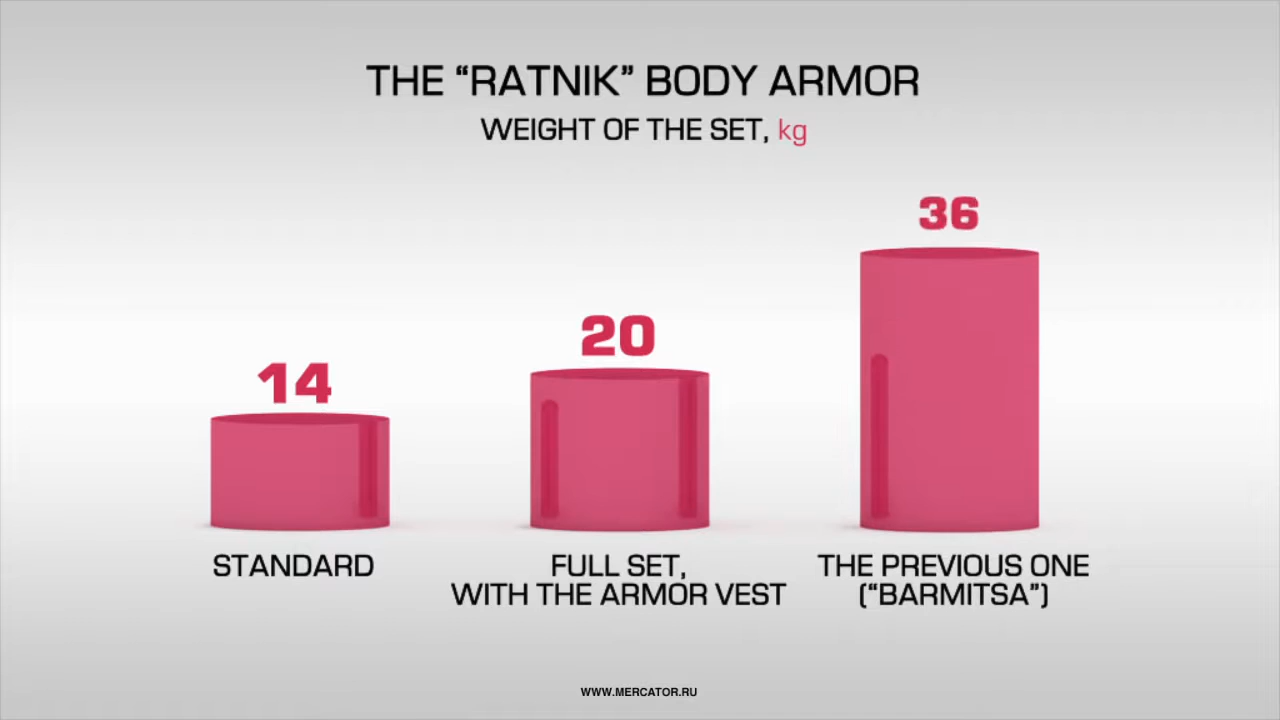 THE “RATNIK” BODY ARMOR
WEIGHT OF THE SET, kg
36
20
14
STANDARD
FULL SET,
WITH THE ARMOR VEST
THE PREVIOUS ONE
(“BARMITSA”)
WWW.MERCATOR.RU